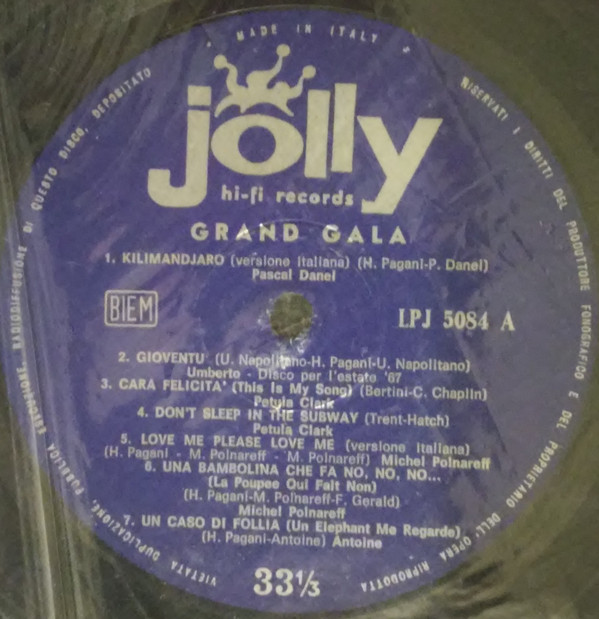 MADE IN ITALY
RISERVATI I DIRITTI DEL PRODUTTORE FONOGRAFICO E DEL PROPRIETARIO DELL'OPERA RIPRODOTTA
VIETATA DUPLICAZIONE, PUBBLICA ESECUZIONE, RADIODIFFUSIONE DI QUESTO DISCO, DEPOSITATO
jolly
hi-fi records
GRAND GALA
1. KILIMANDJARO (versione italiana) (H. Pagani-P. Danel)
Pascal Danel
BIEM
LPJ 5084 A
2. GIOVENTU' (U. Napolitano-H. Pagani-U. Napolitano)
Umberto - Disco per l'estate '67
3. CARA FELICITA' (This Is My Song) (Bertini-C. Chaplin)
Petula Clark
4. DON'T SLEEP IN THE SUBWAY (Trent-Hatch)
Petula Clark
5. LOVE ME PLEASE LOVE ME (versione italiana)
(H. Pagani - M. Polnareff - M. Polnareff) Michel Polnareff
6. UNA BAMBOLINA CHE FA NO, NO, NO...
(La Poupee Qui Fait Non)
(H. Pagani-M. Polnareff-F. Gerald)
Michel Polnareff
7. UN CASO DI FOLLIA (Un Elephant Me Regarde)
(H. Pagani-Antoine) Antoine
33⅓